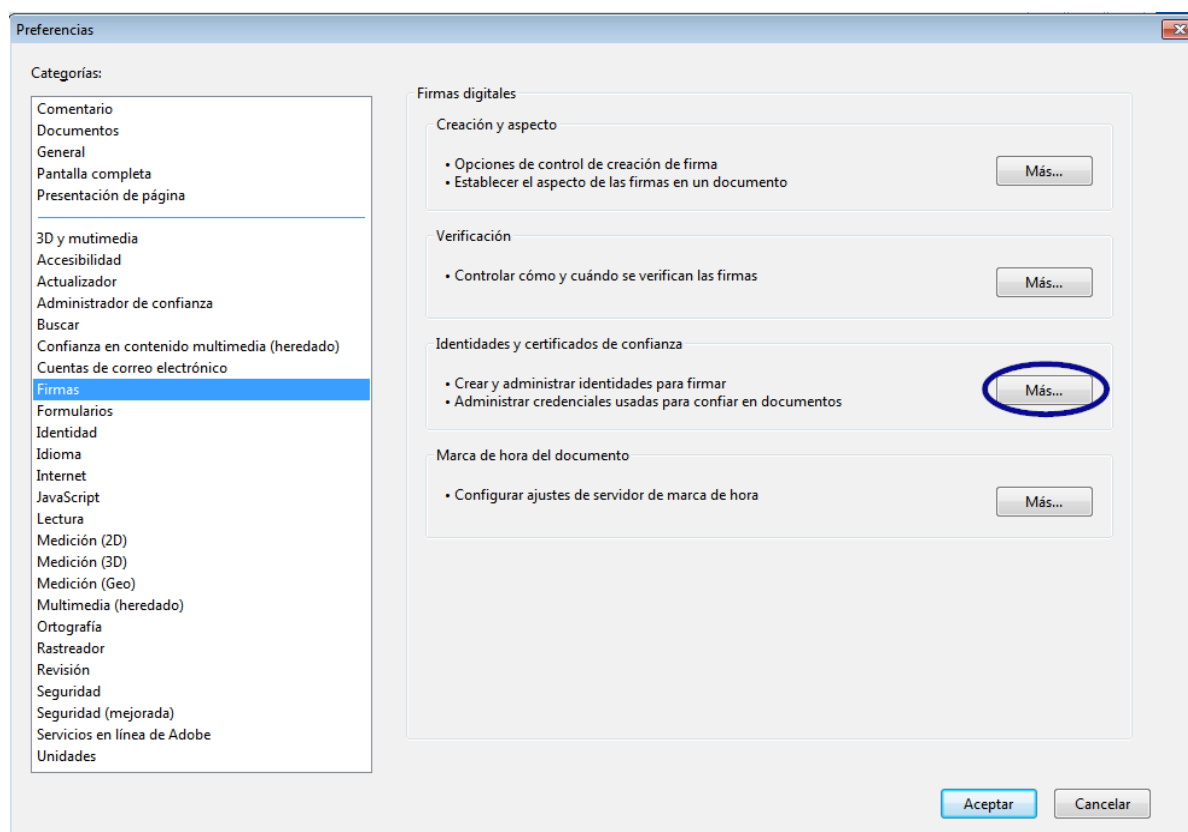 Preferencias
Categorías:
Comentario
Documentos
General
Pantalla completa
Presentación de página
3D y mutimedia
Accesibilidad
Actualizador
Administrador de confianza
Buscar
Confianza en contenido multimedia (heredado)
Cuentas de correo electrónico
Firmas
Formularios
Identidad
Idioma
Internet
JavaScript
Lectura
Medición (2D)
Medición (3D)
Medición (Geo)
Multimedia (heredado)
Ortografía
Rastreador
Revisión
Seguridad
Seguridad (mejorada)
Servicios en línea de Adobe
Unidades
Firmas digitales
Creación y aspecto
• Opciones de control de creación de firma
• Establecer el aspecto de las firmas en un documento
Más...
Verificación
• Controlar cómo y cuándo se verifican las firmas
Más...
Identidades y certificados de confianza
• Crear y administrar identidades para firmar
• Administrar credenciales usadas para confiar en documentos
Más...
Marca de hora del documento
• Configurar ajustes de servidor de marca de hora
Más...
Aceptar
Cancelar